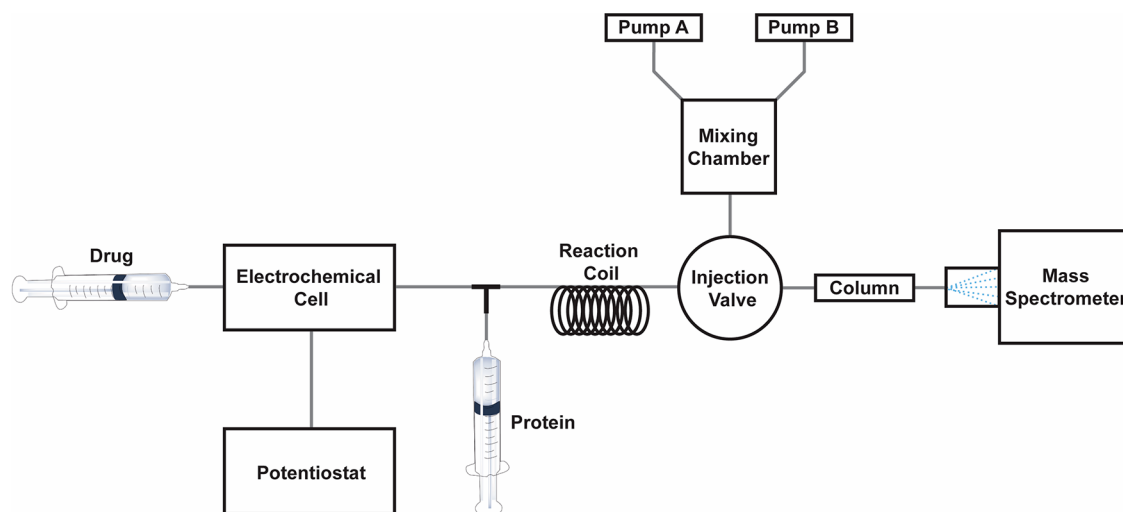 Pump A
Pump B
Mixing
Chamber
Drug
Electrochemical
Cell
Reaction
Coil
Injection
Valve
Column
Mass
Spectrometer
Protein
Potentiostat